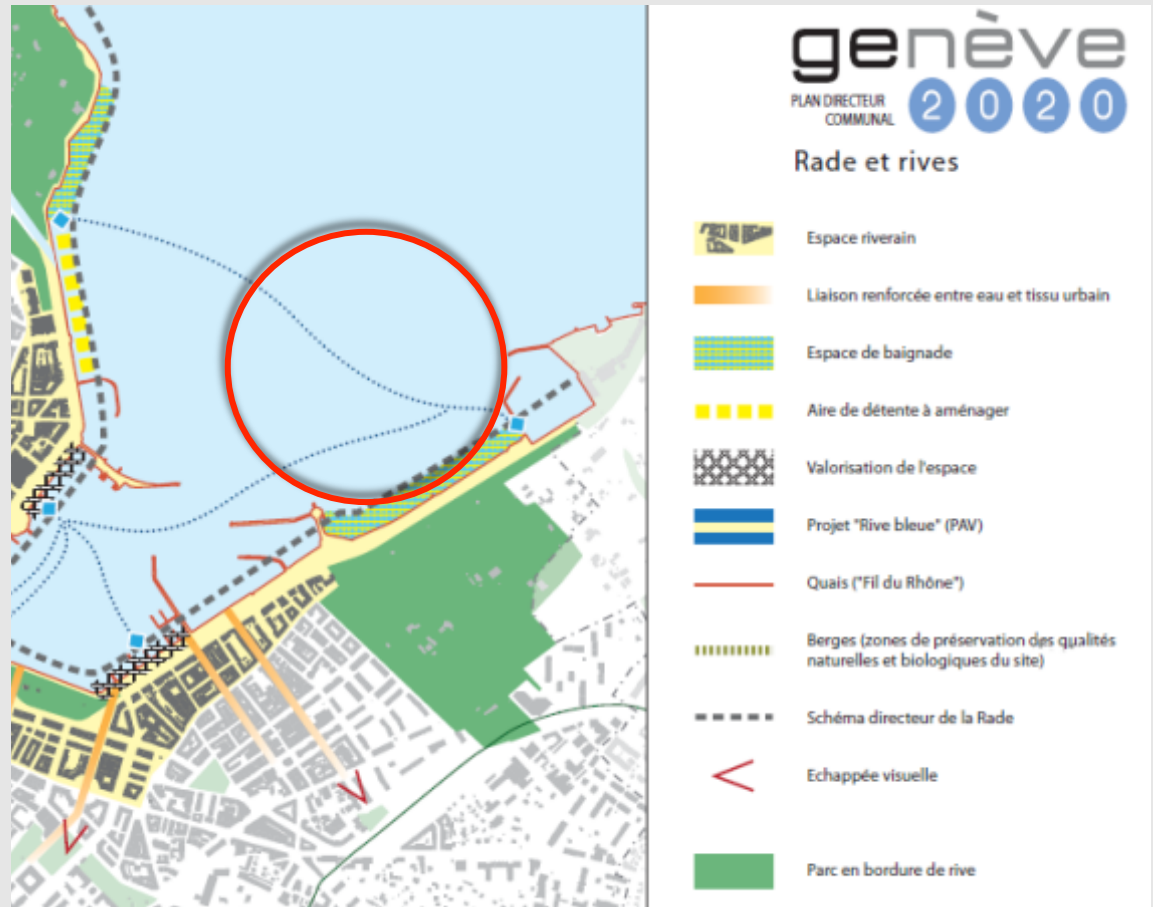 genève
PLAN DIRECTEUR
COMMUNAL
2020
Rade et rives
Espace riverain
Liaison renforcée entre eau et tissu urbain
Espace de baignade
Aire de détente à aménager
Valorisation de l'espace
Projet "Rive bleue" (PAV)
Quais ("Fil du Rhône")
Berges (zones de préservation des qualités
naturelles et biologiques du site)
Schéma directeur de la Rade
Echappée visuelle
Parc en bordure de rive